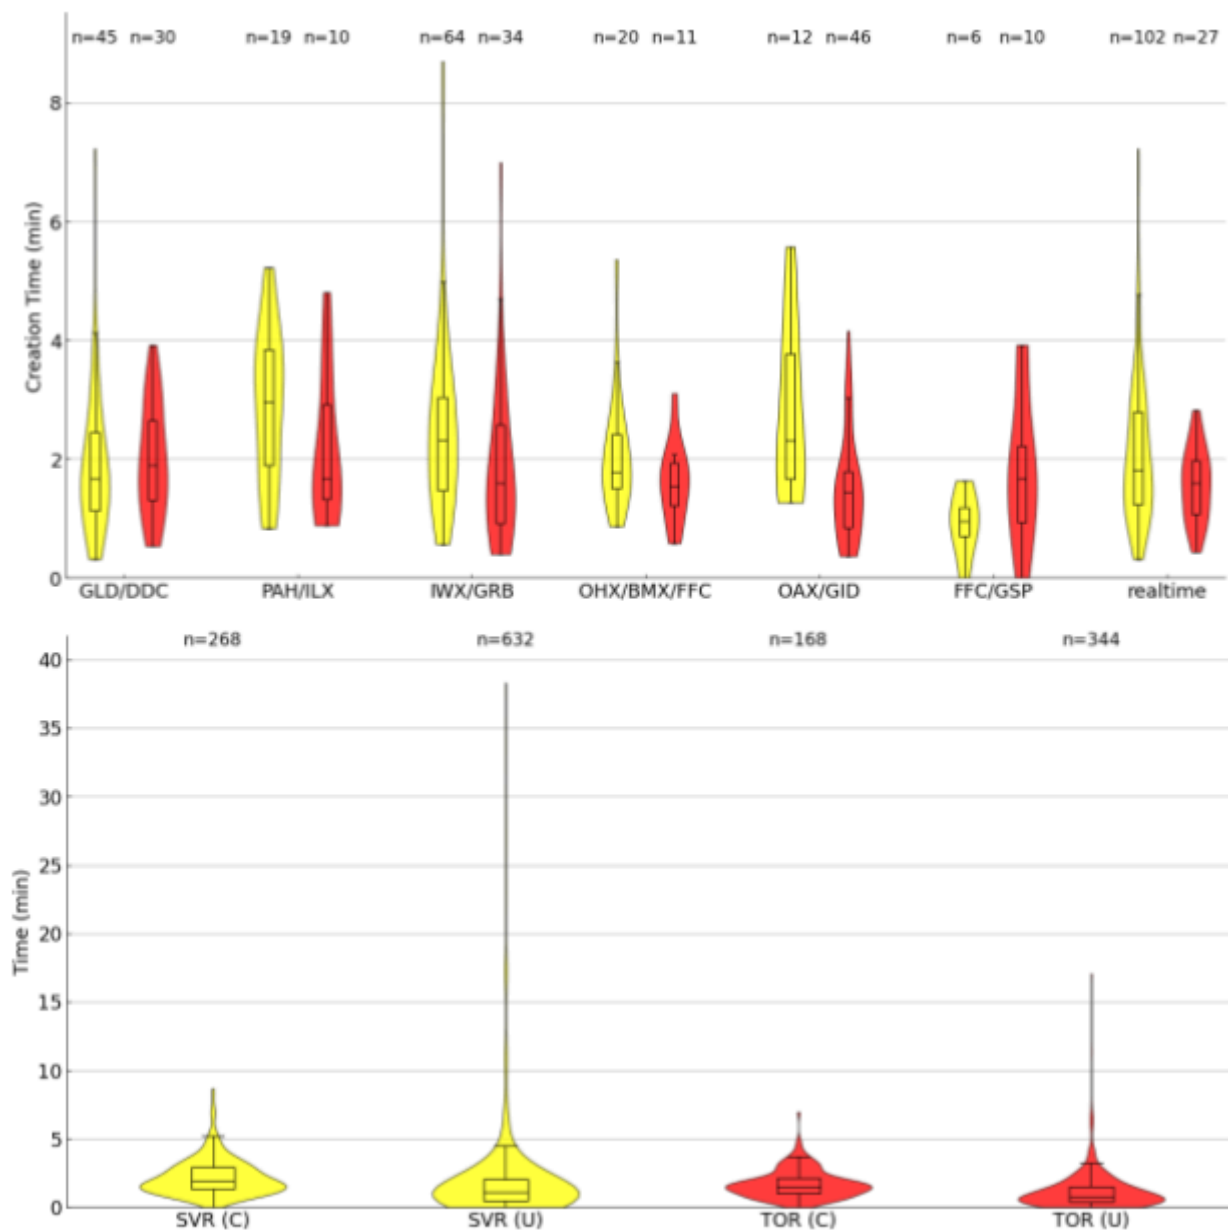 n=45 n=30 n=19 n=10 n=64 n=34 n=20 n=11 n=12 n=46 n=6 n=10 n=102 n=27
8
6
4
2
0
Creation Time (min)
GLD/DDC PAH/ILX IWX/GRB OHX/BMX/FFC OAX/GID FFC/GSP realtime
n=268 n=632 n=168 n=344
40
35
30
25
20
15
10
5
0
Time (min)
SVR (C) SVR (U) TOR (C) TOR (U)